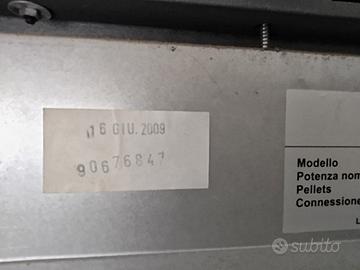 16 GIU. 2009
90676847
Modello
Potenza nom
Pellets
Connessione
L
subito